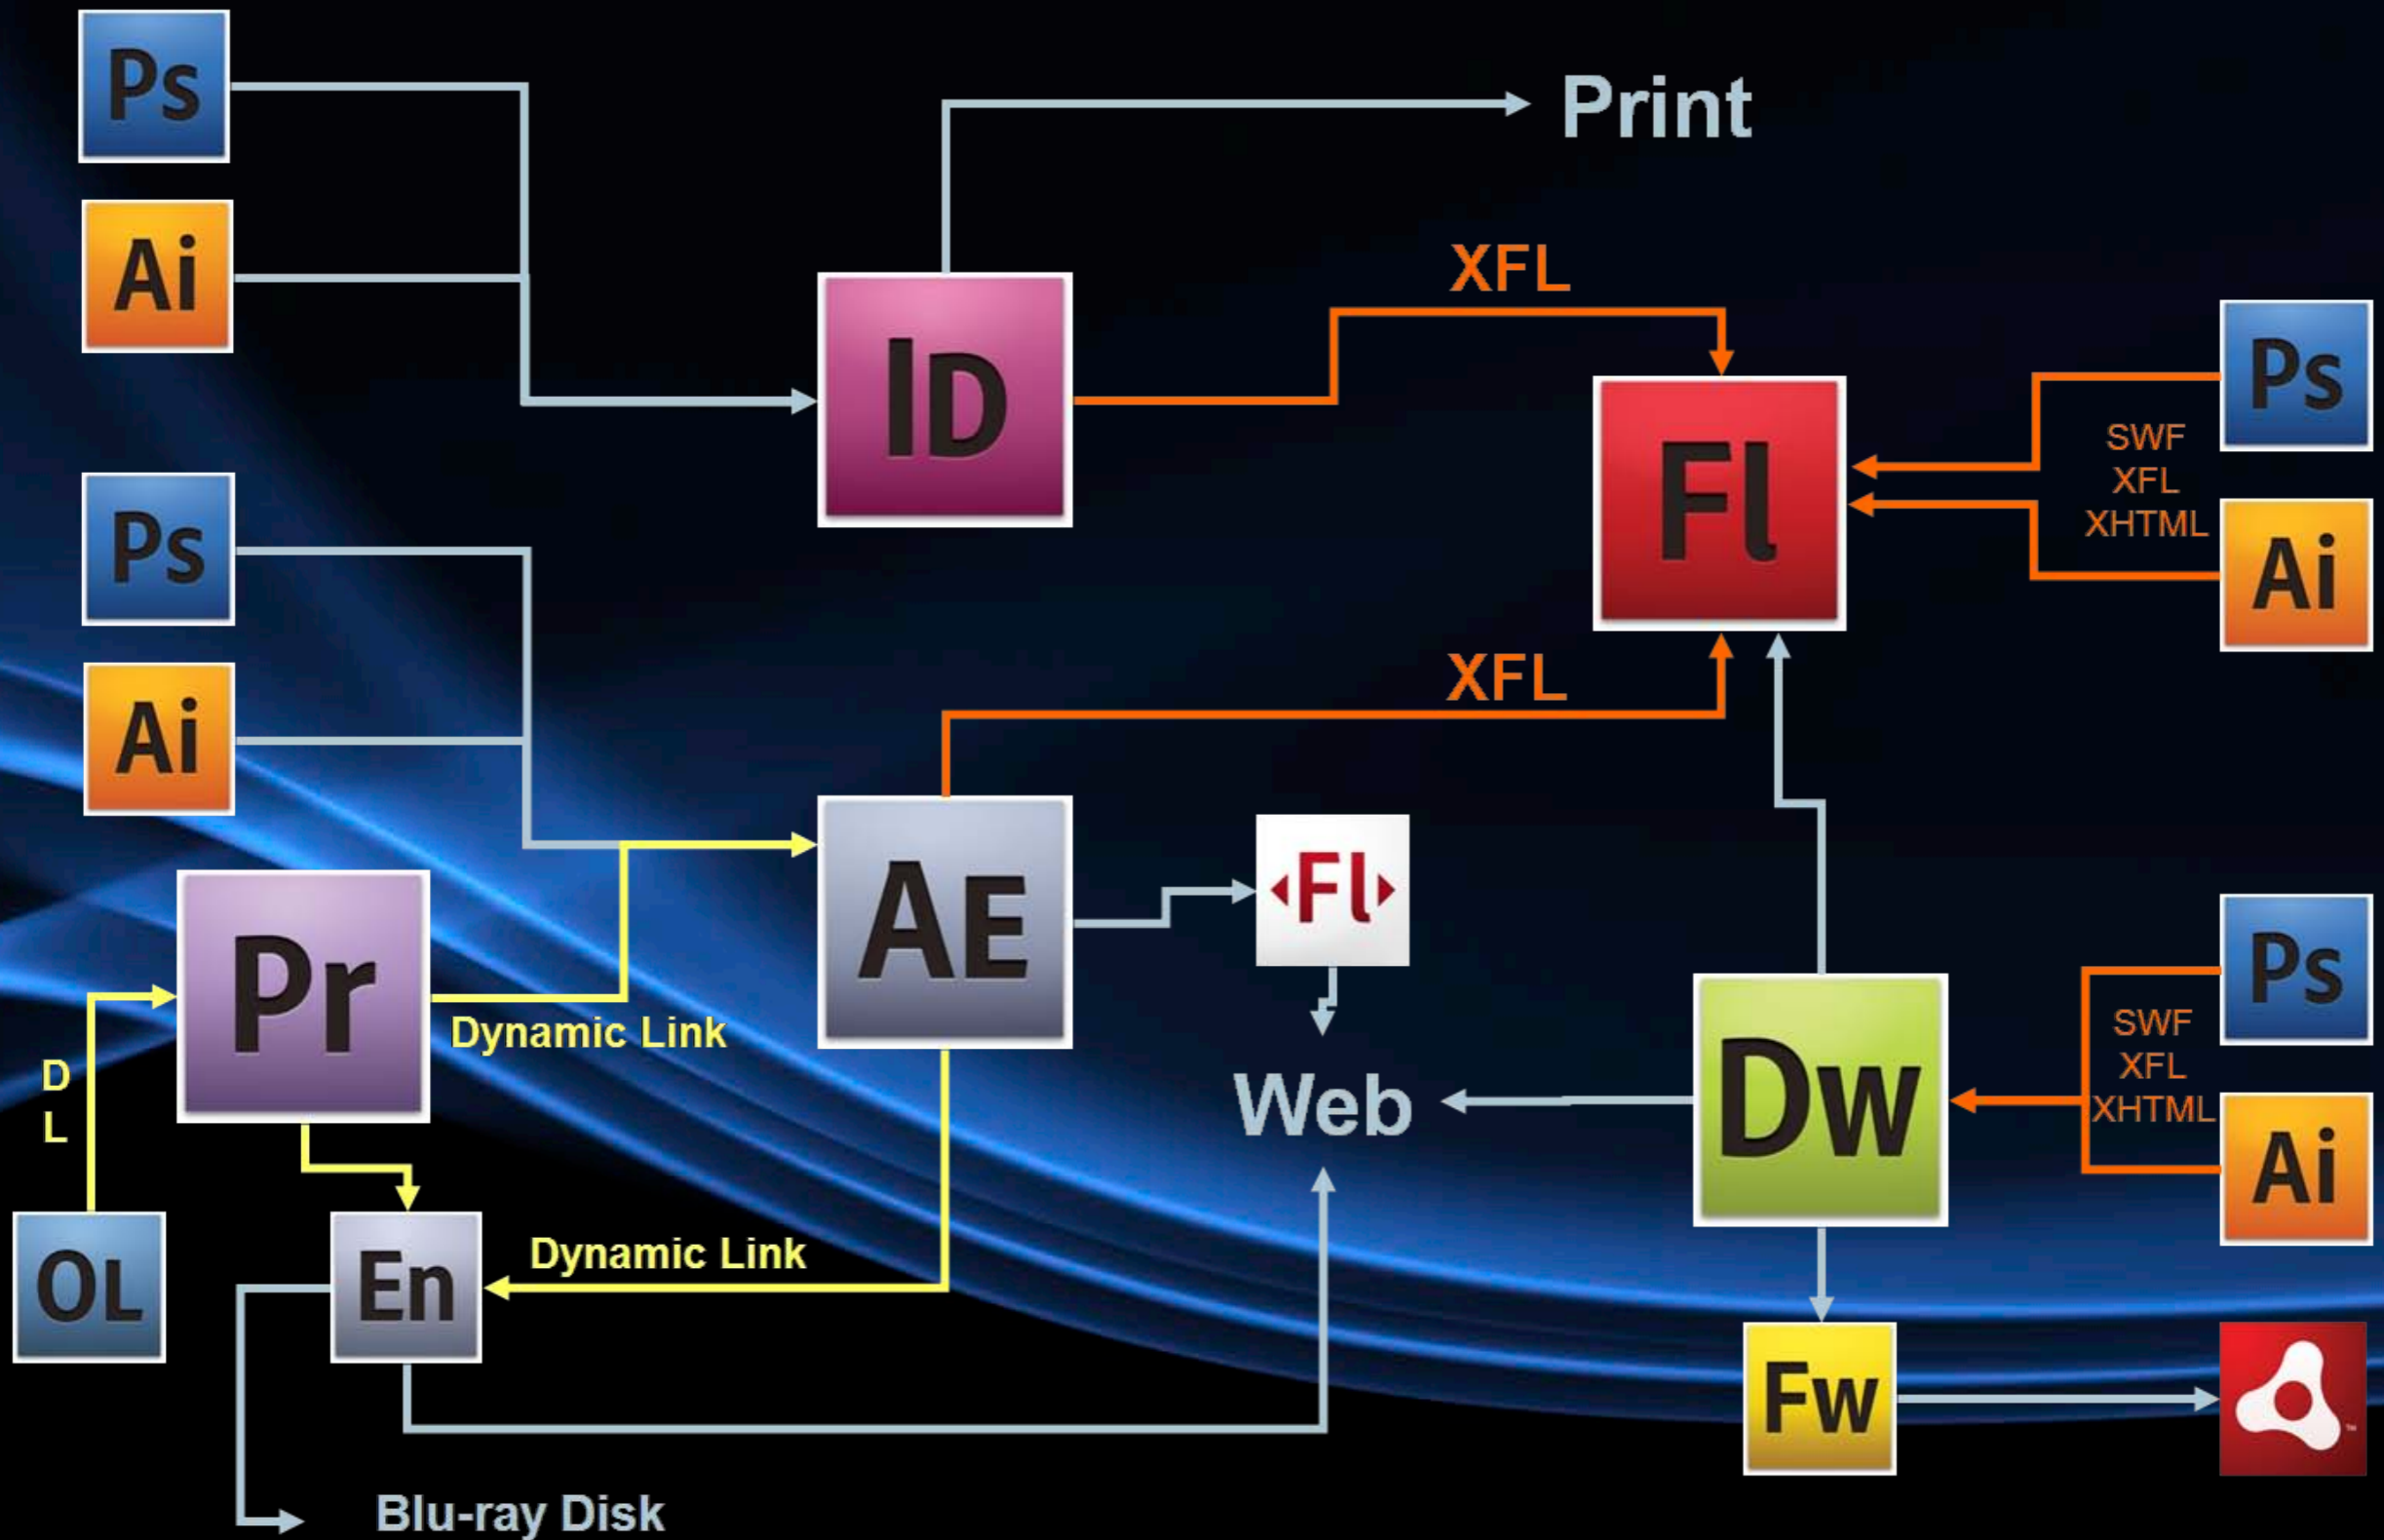 Ps
Print
Ai
XFL
ID
Ps
SWF
XFL
XHTML
Fl
Ai
Ps
XFL
Ai
AE
Fl
Pr
Dynamic Link
D
L
Ps
SWF
XFL
XHTML
Dw
Web
Ai
OL
En
Dynamic Link
Fw
TM
Blu-ray Disk